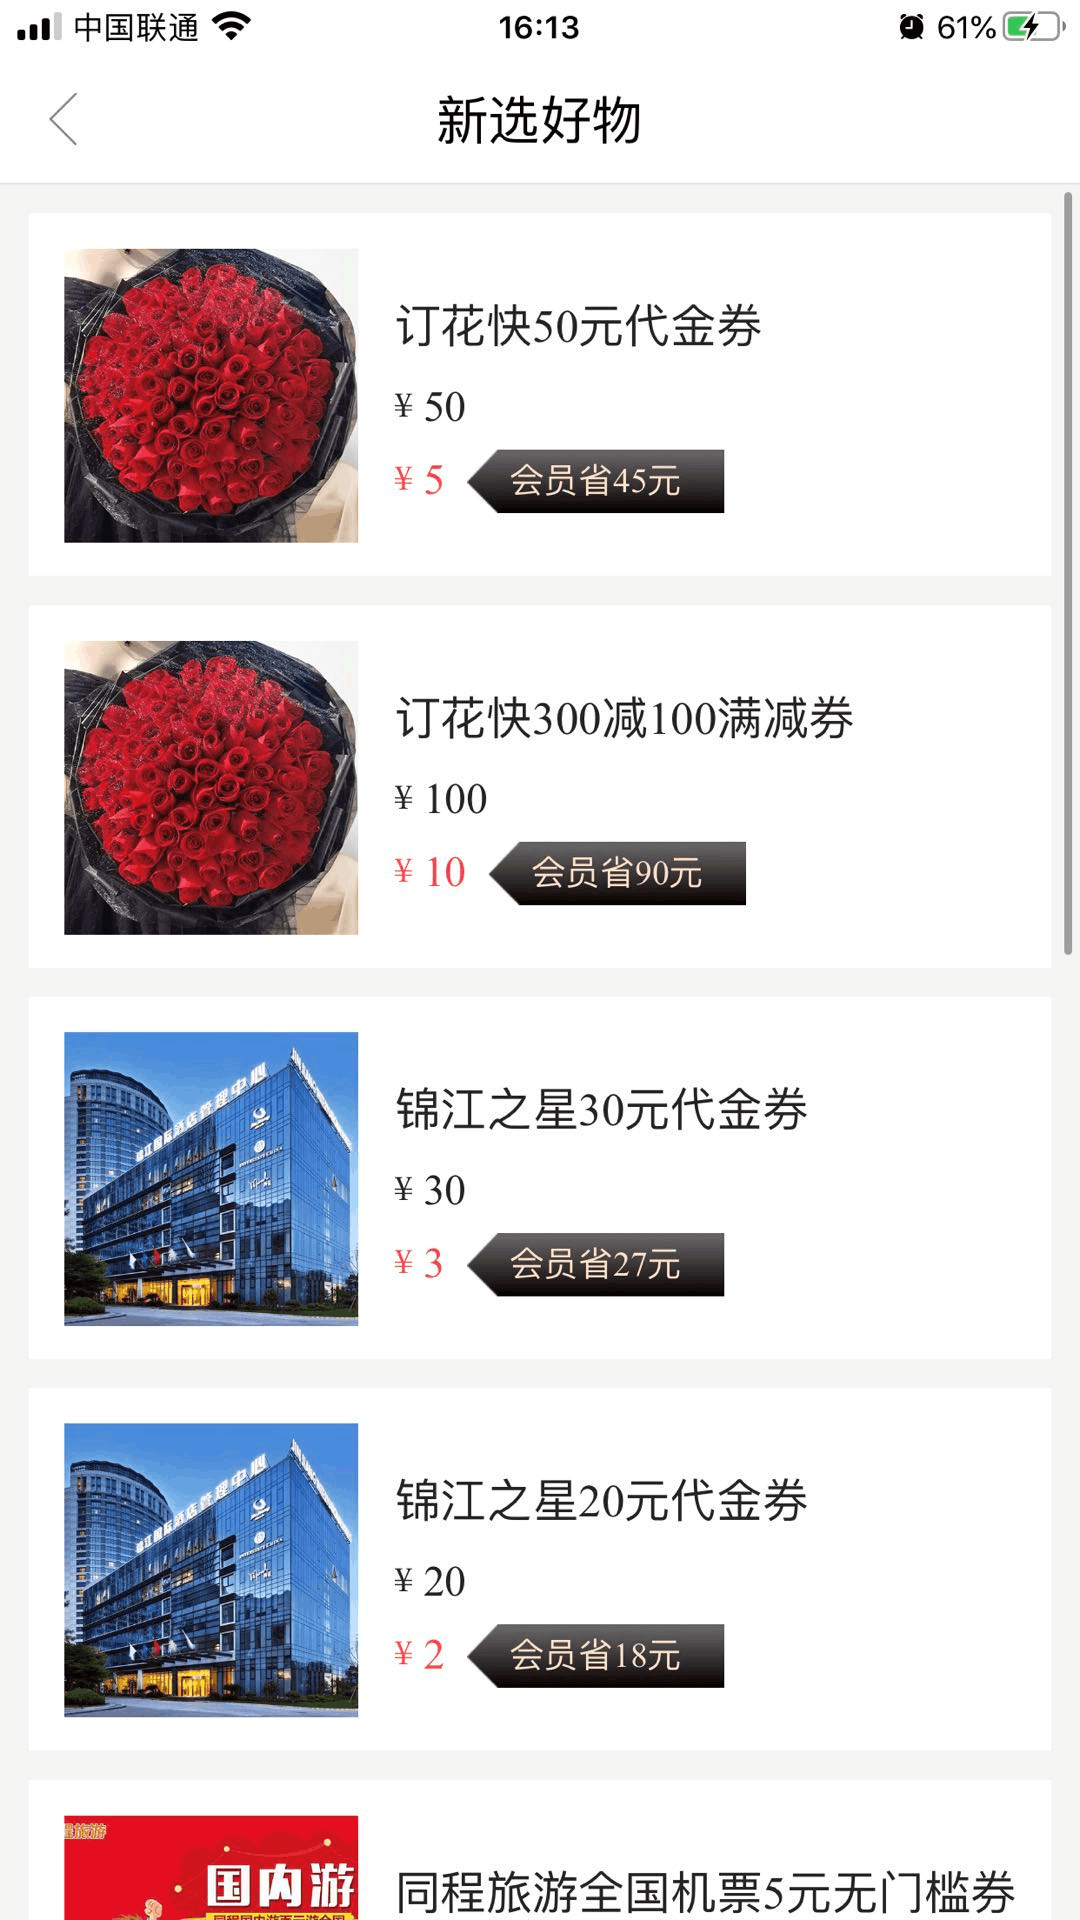 中国联通 16:13 61%
新选好物
订花快50元代金券
¥ 50
¥ 5 会员省45元
订花快300减100满减券
¥ 100
¥ 10 会员省90元
锦江国际酒店管理中心
锦江之星30元代金券
¥ 30
¥ 3 会员省27元
锦江国际酒店管理中心
锦江之星20元代金券
¥ 20
¥ 2 会员省18元
程旅游
国内游
同程旅游全国机票5元无门槛券